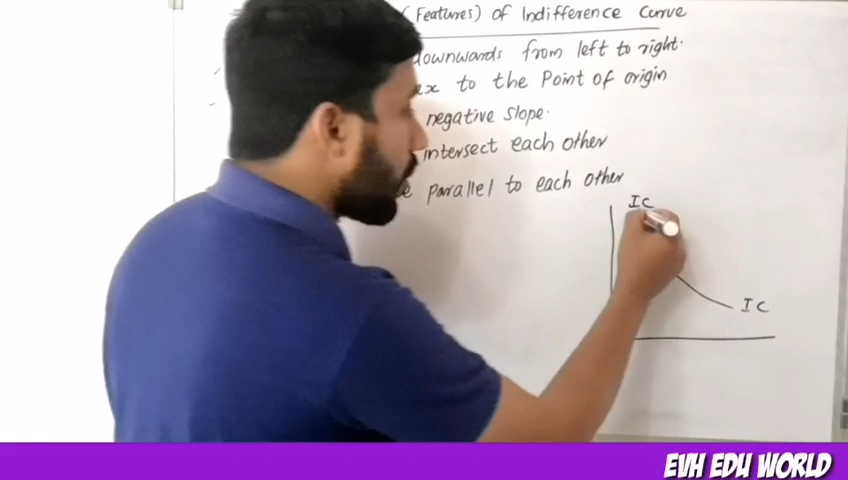 (Features) of Indifference Curve
downwards from left to right.
to the Point of origin
negative slope.
intersect each other
parallel to each other
IC
IC
EVH EDU WORLD